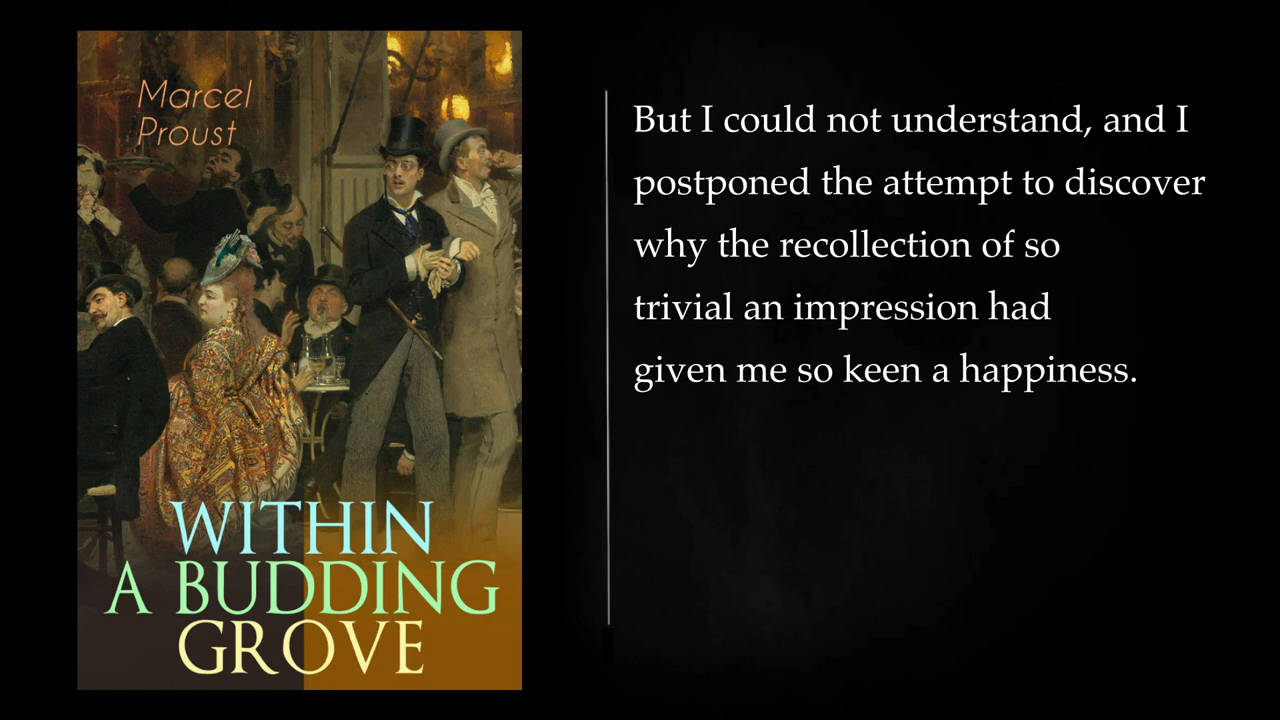 Marcel
Proust
WITHIN
A BUDDING
GROVE
But I could not understand, and I
postponed the attempt to discover
why the recollection of so
trivial an impression had
given me so keen a happiness.